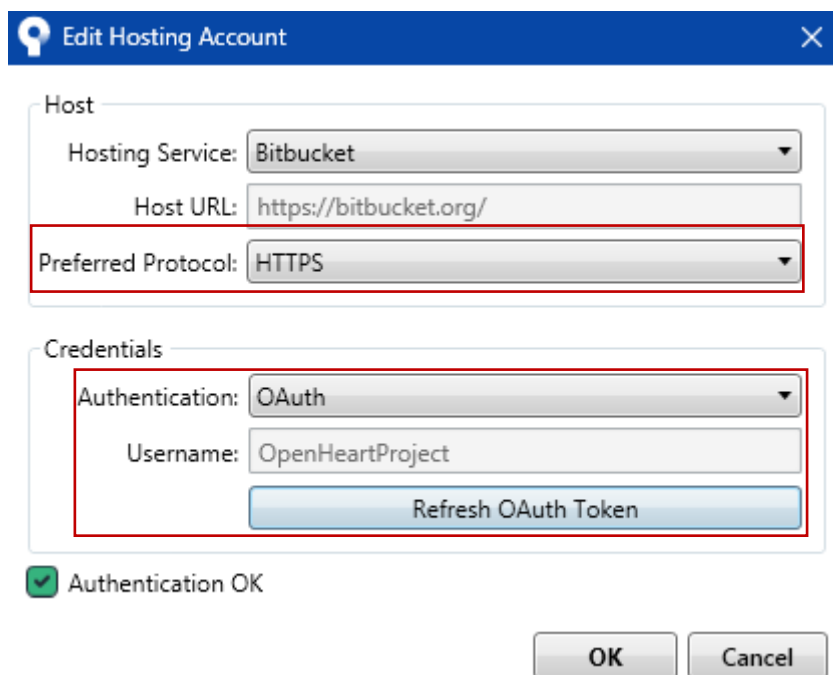 Edit Hosting Account
Host
Hosting Service: Bitbucket
Host URL: https://bitbucket.org/
Preferred Protocol: HTTPS
Credentials
Authentication: OAuth
Username: OpenHeartProject
Refresh OAuth Token
Authentication OK
OK Cancel